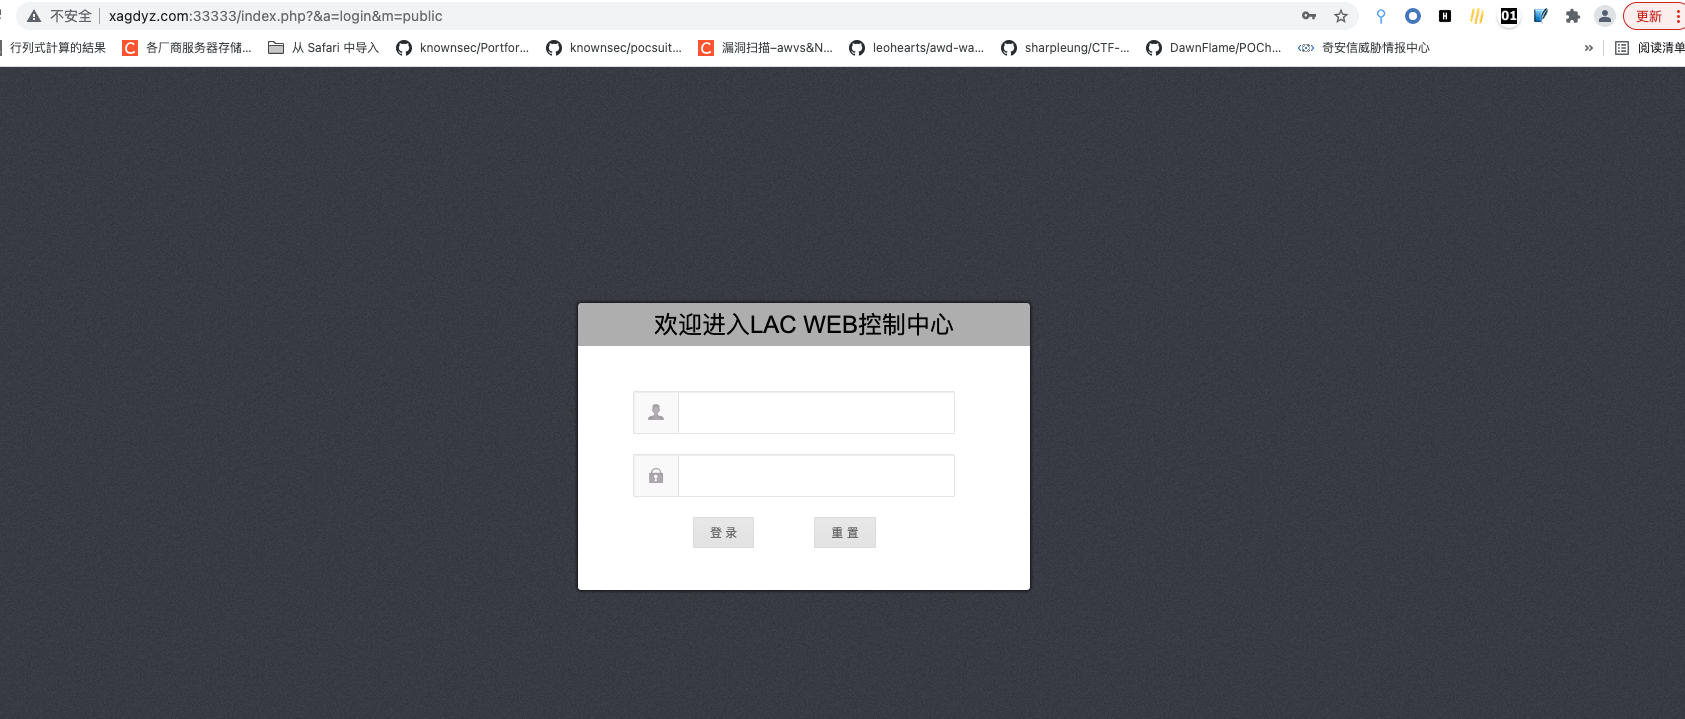 不安全 xagdyz.com:33333/index.php?&a=login&m=public 01 更新
行列式計算的結果 各厂商服务器存储... 从 Safari 中导入 knownsec/Portfor... knownsec/pocsuit... 漏洞扫描–awvs&N... leohearts/awd-wa... sharpleung/CTF-... DawnFlame/POCh... 奇安信威胁情报中心 » 阅读清单
欢迎进入LAC WEB控制中心
登 录 重 置